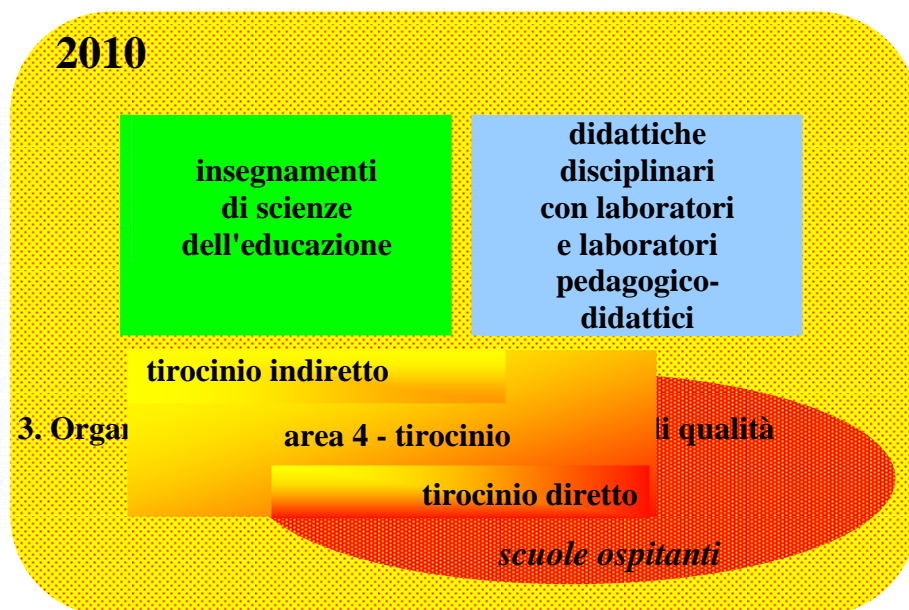 2010
insegnamenti
di scienze
dell'educazione
didattiche
disciplinari
con laboratori
e laboratori
pedagogico-
didattici
tirocinio indiretto
3. Orga
area 4 - tirocinio
di qualità
tirocinio diretto
scuole ospitanti